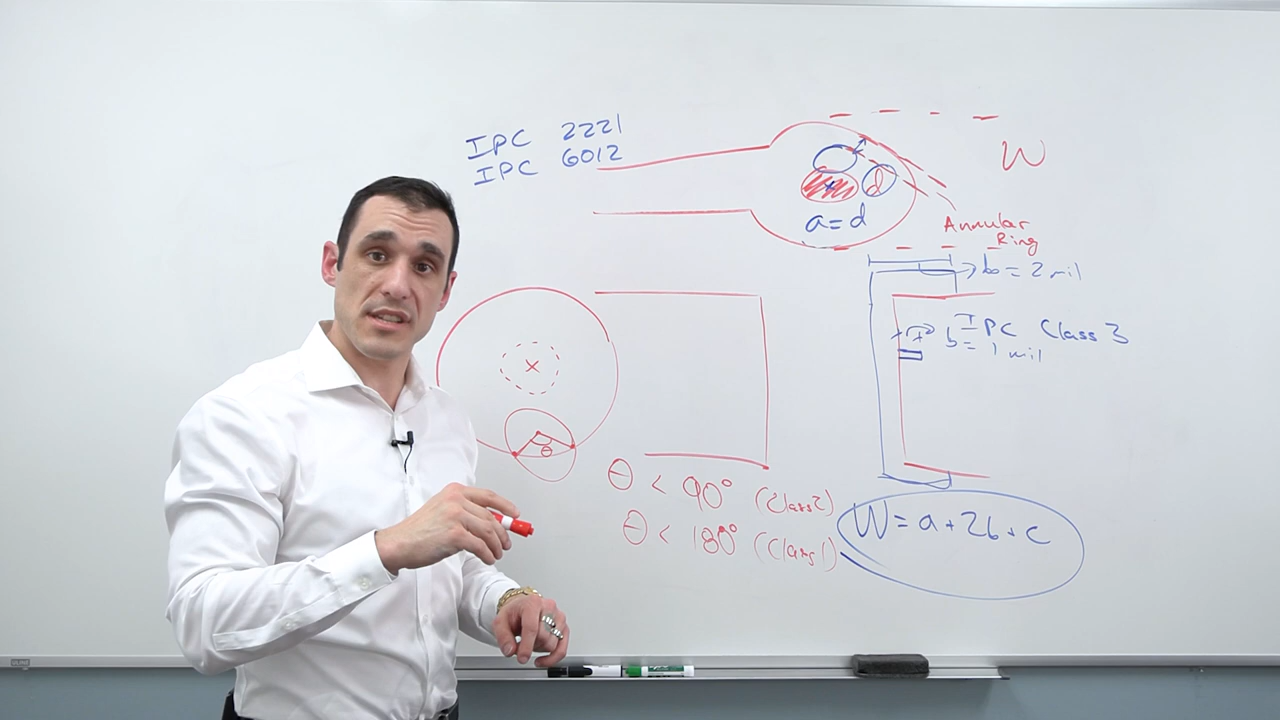 IPC 2221
IPC 6012
W
d
a = d
Annular
Ring
b = 2 mil
IPC Class 3
b = 1 mil
x
θ
θ < 90° (Class 2)
θ < 180° (Class 1)
W = a + 2b + c